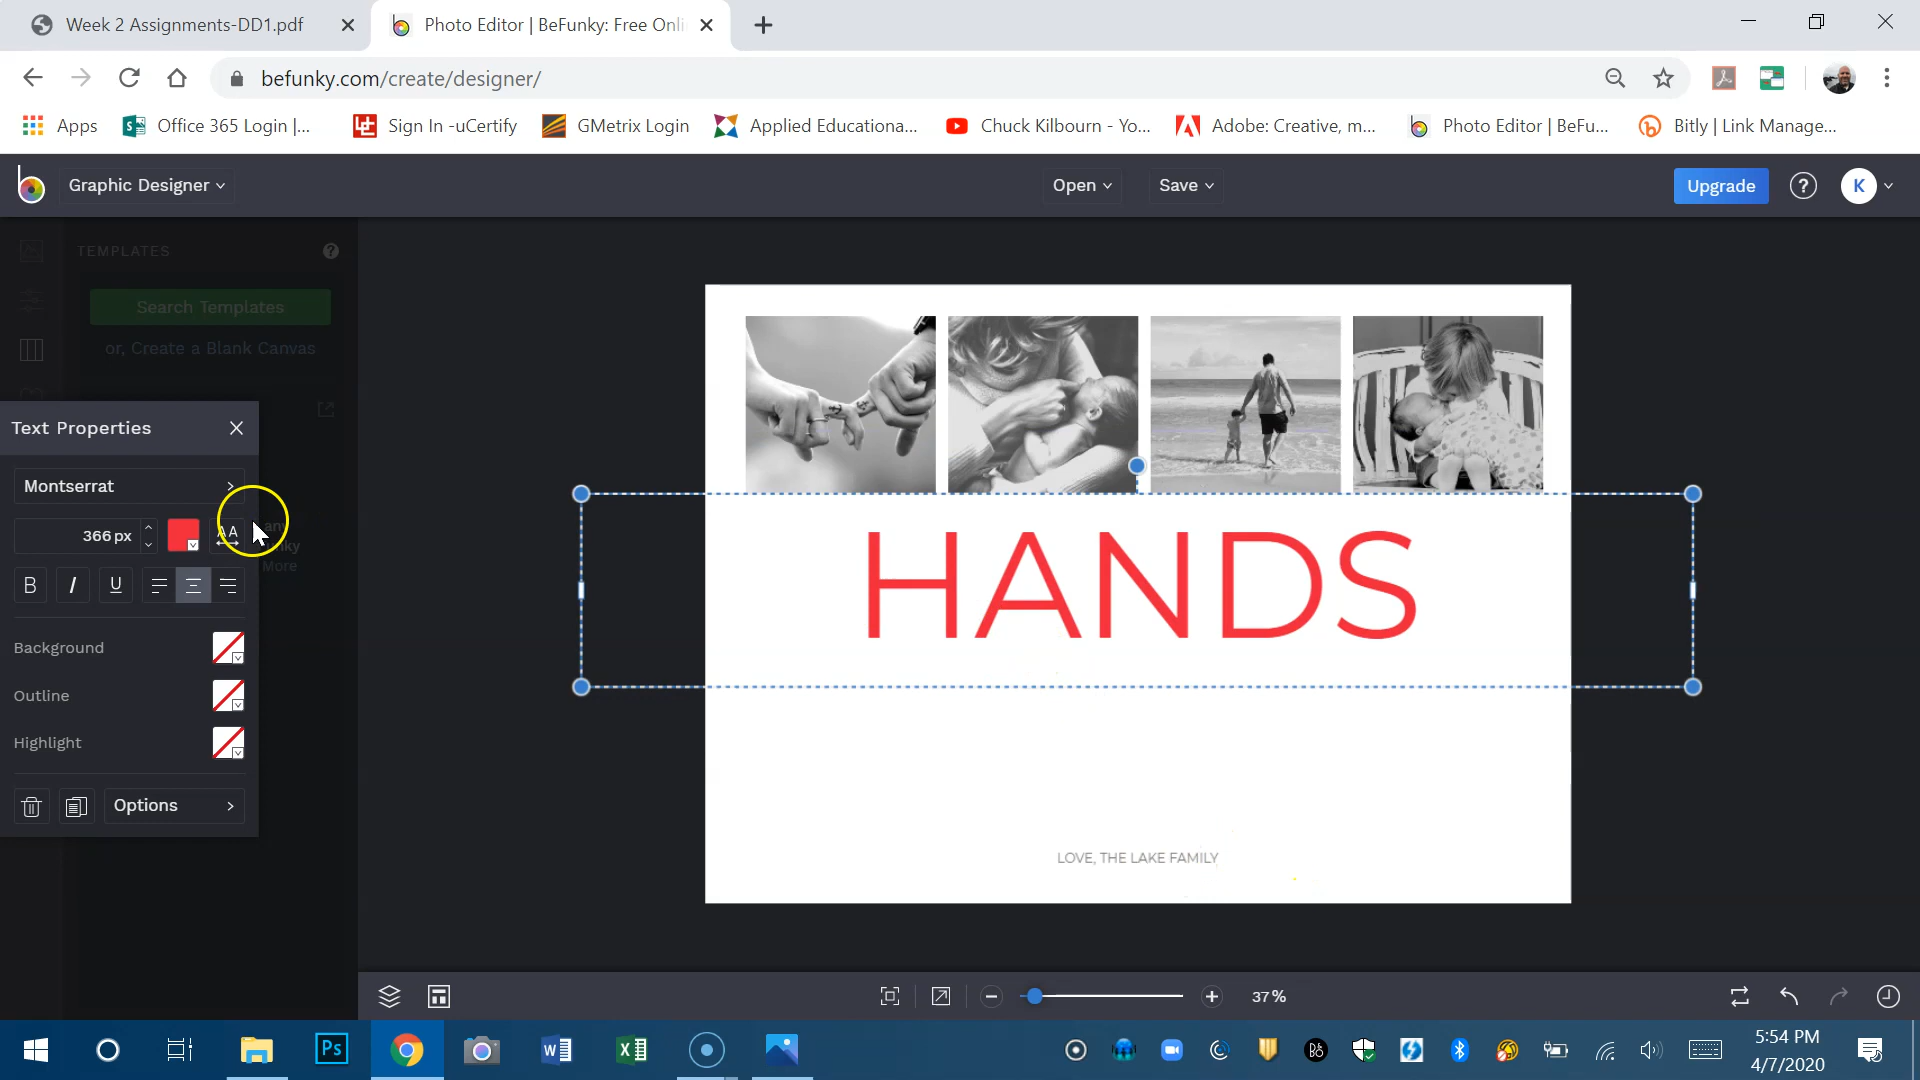 Week 2 Assignments-DD1.pdf
Photo Editor | BeFunky: Free Onli
befunky.com/create/designer/
Apps
Office 365 Login |...
Sign In -uCertify
GMetrix Login
Applied Educationa...
Chuck Kilbourn - Yo...
Adobe: Creative, m...
Photo Editor | BeFu...
Bitly | Link Manage...
Graphic Designer
Open
Save
Upgrade
?
K
TEMPLATES
?
Search Templates
or, Create a Blank Canvas
Text Properties
Montserrat
366 px
AA
B I U
Background
Outline
Highlight
Options
unky
More
HANDS
LOVE, THE LAKE FAMILY
37 %
Ps
5:54 PM
4/7/2020